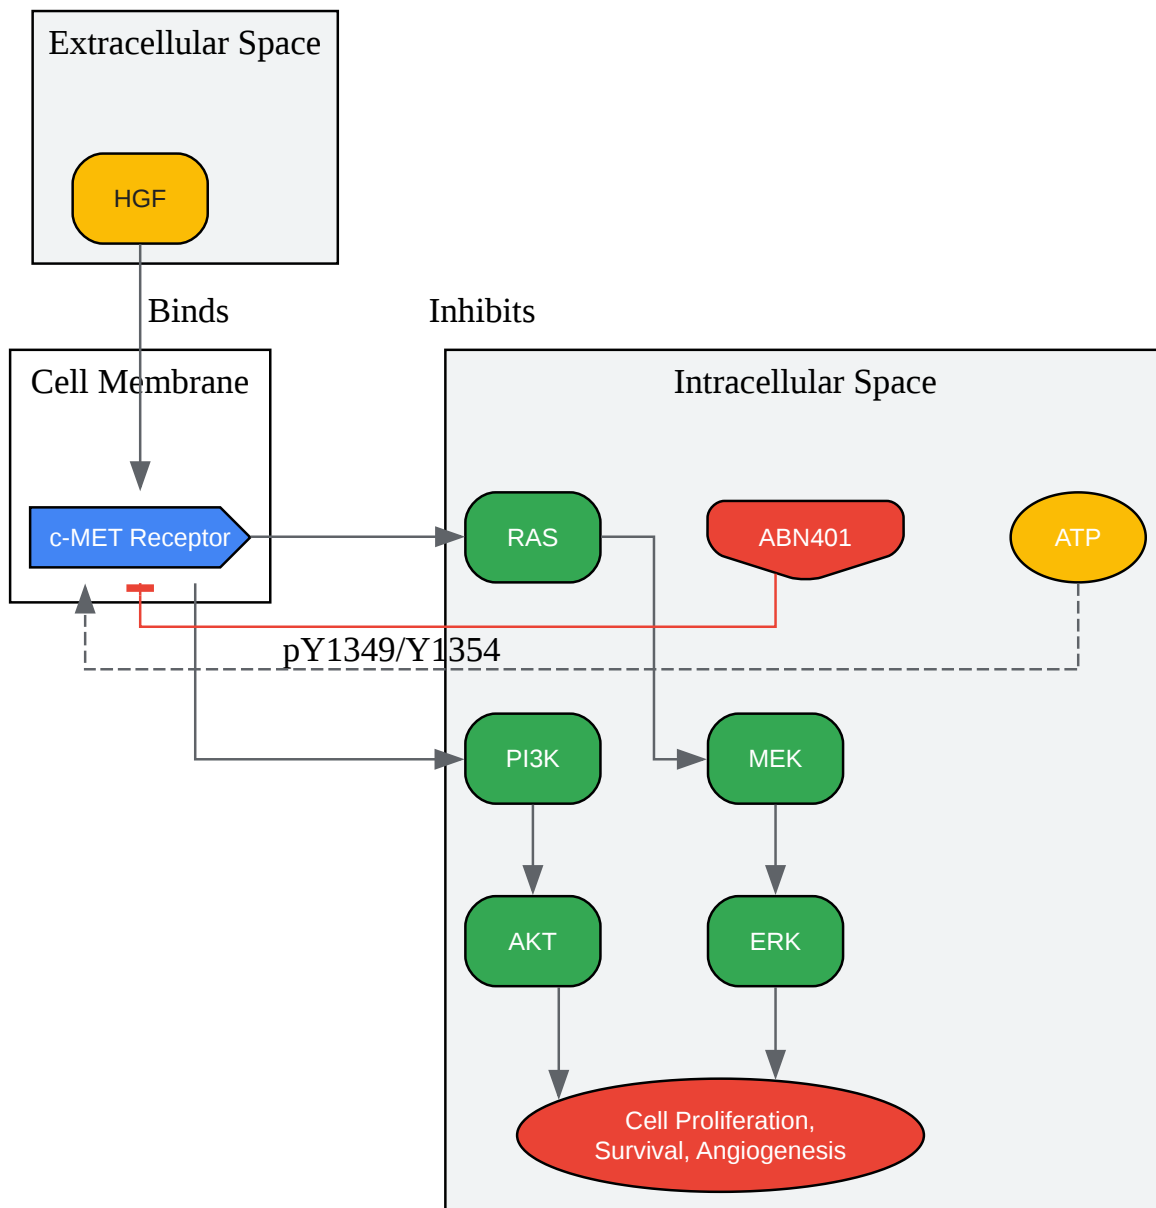 Extracellular Space
HGF
Binds
Inhibits
Cell Membrane
Intracellular Space
c-MET Receptor
RAS
ABN401
ATP
pY1349/Y1354
PI3K
MEK
AKT
ERK
Cell Proliferation,
Survival, Angiogenesis